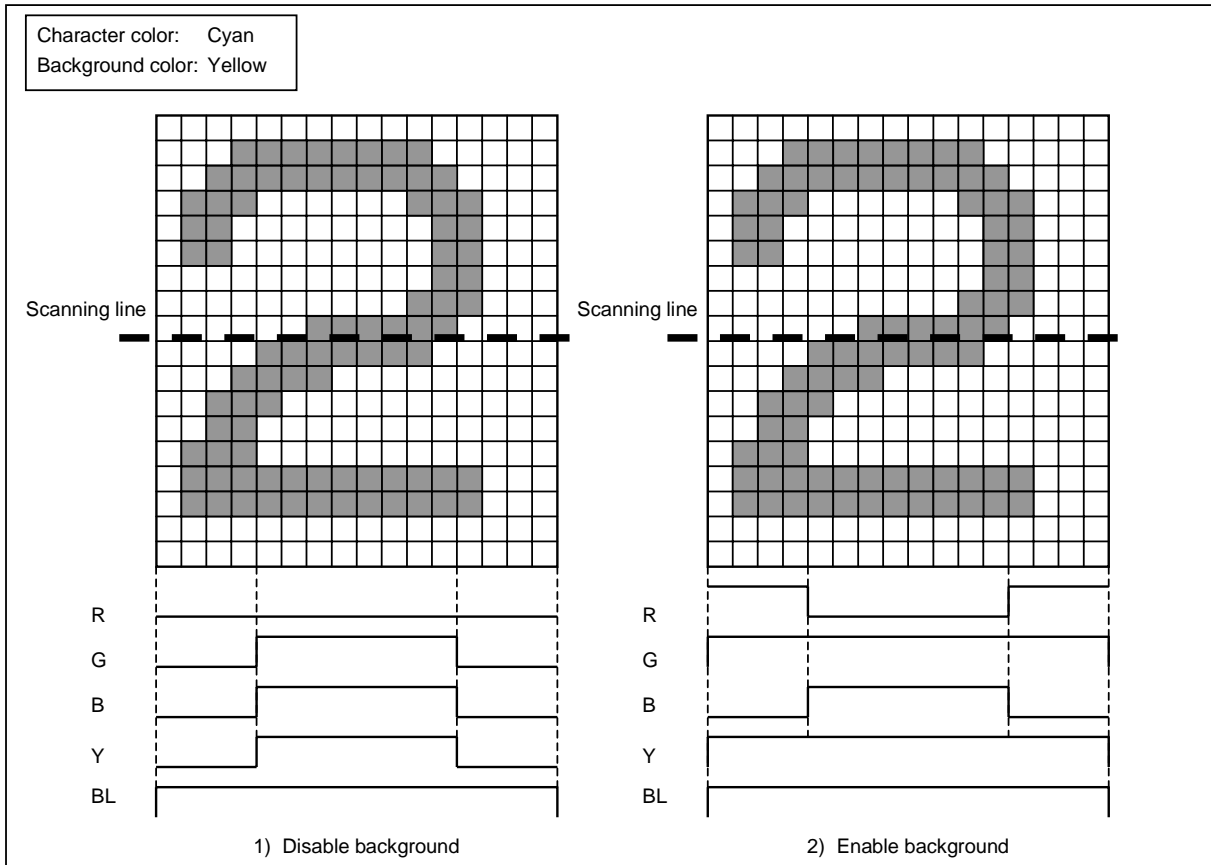 Character color: Cyan
Background color: Yellow
Scanning line
Scanning line
R
G
B
Y
BL
1) Disable background
R
G
B
Y
BL
2) Enable background